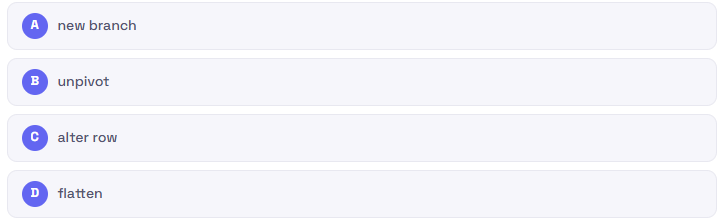 A new branch
B unpivot
C alter row
D flatten